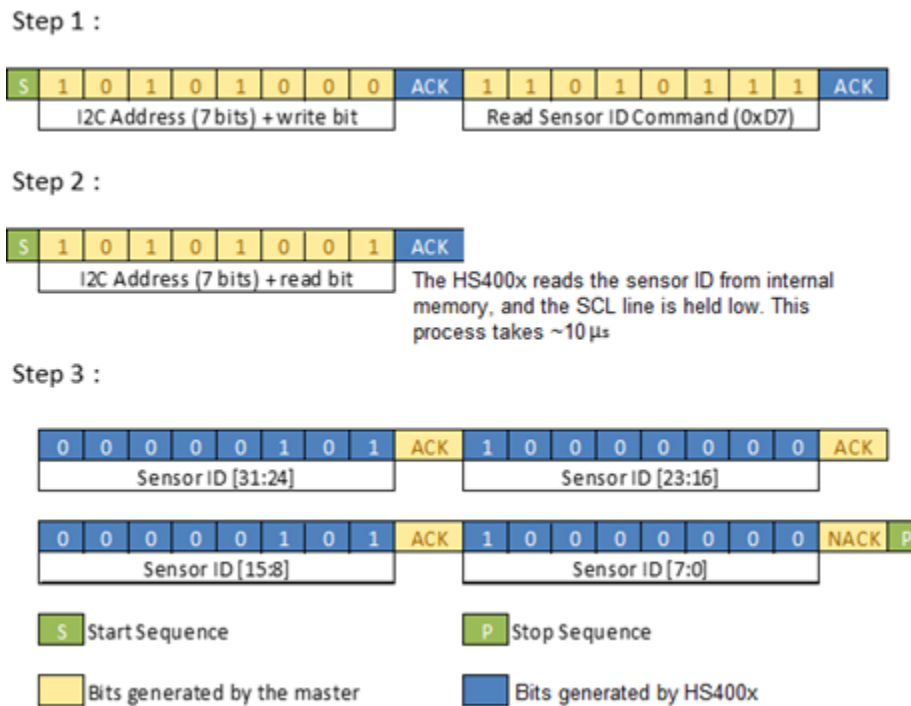 Step 1 :
S 1 0 1 0 1 0 0 0 ACK 1 1 0 1 0 1 1 1 ACK
I2C Address (7 bits) + write bit Read Sensor ID Command (0xD7)
Step 2 :
S 1 0 1 0 1 0 0 1 ACK
I2C Address (7 bits) + read bit
The HS400x reads the sensor ID from internal
memory, and the SCL line is held low. This
process takes ~10 µs
Step 3 :
0 0 0 0 0 1 0 1 ACK 1 0 0 0 0 0 0 0 ACK
Sensor ID [31:24] Sensor ID [23:16]
0 0 0 0 0 1 0 1 ACK 1 0 0 0 0 0 0 0 NACK P
Sensor ID [15:8] Sensor ID [7:0]
S Start Sequence P Stop Sequence
Bits generated by the master Bits generated by HS400x